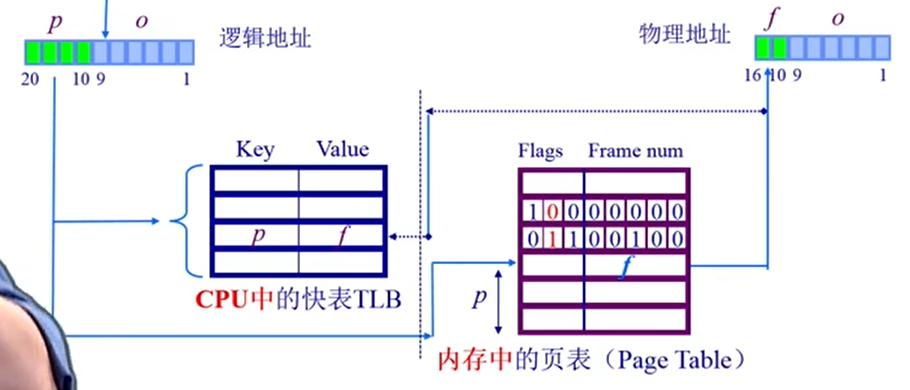 p o 逻辑地址 物理地址 f o
20 10 9 1 16 10 9 1
Key Value
Flags Frame num
1 0 0 0 0 0 0 0
0 1 1 0 0 1 0 0
p f
f
p
CPU中的快表TLB
内存中的页表（Page Table）